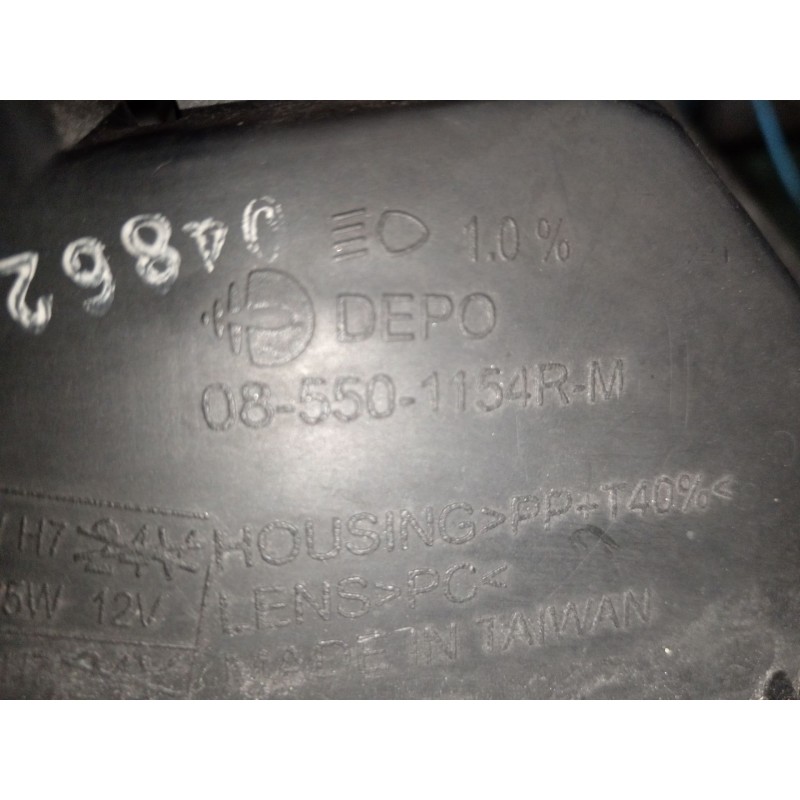 04862
1.0%
DEPO
08-550-1154R-M
H7
5W 12V
HOUSING>PP+T40%<
LENS>PC<
MADE IN TAIWAN